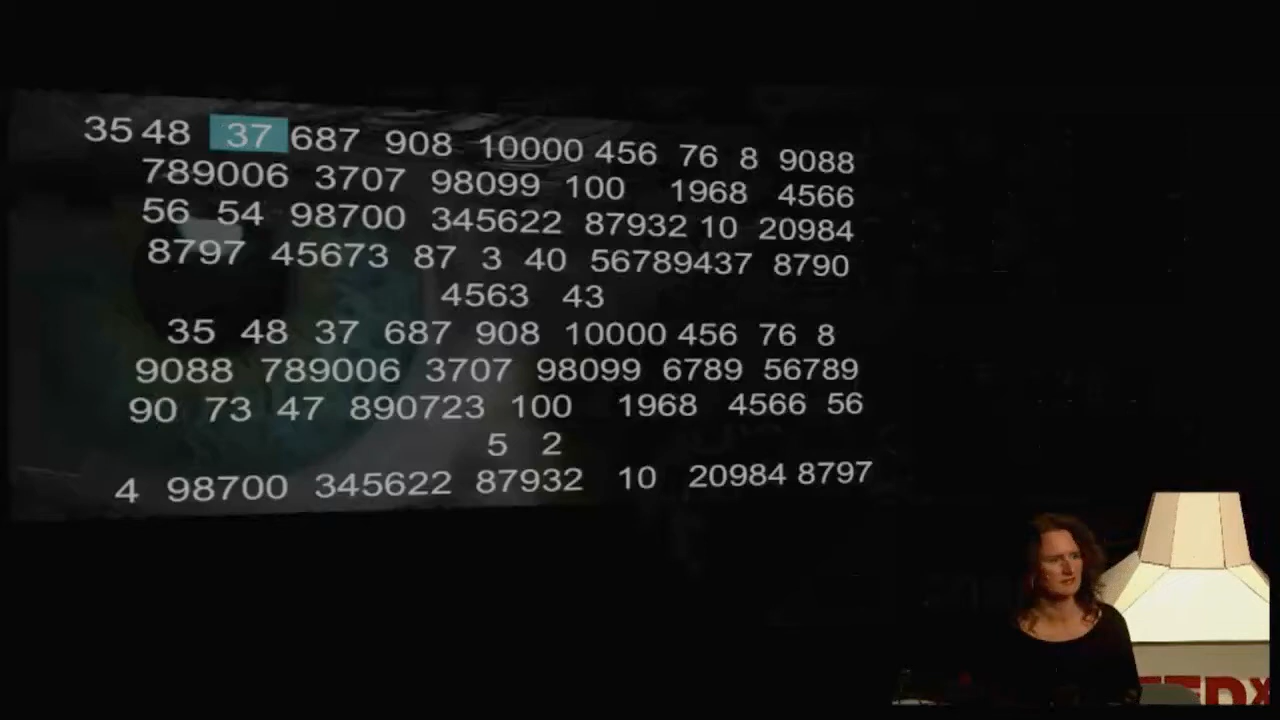 35 48 37 687 908 10000 456 76 8 9088
789006 3707 98099 100 1968 4566
56 54 98700 345622 87932 10 20984
8797 45673 87 3 40 56789437 8790
4563 43
35 48 37 687 908 10000 456 76 8
9088 789006 3707 98099 6789 56789
90 73 47 890723 100 1968 4566 56
5 2
4 98700 345622 87932 10 20984 8797